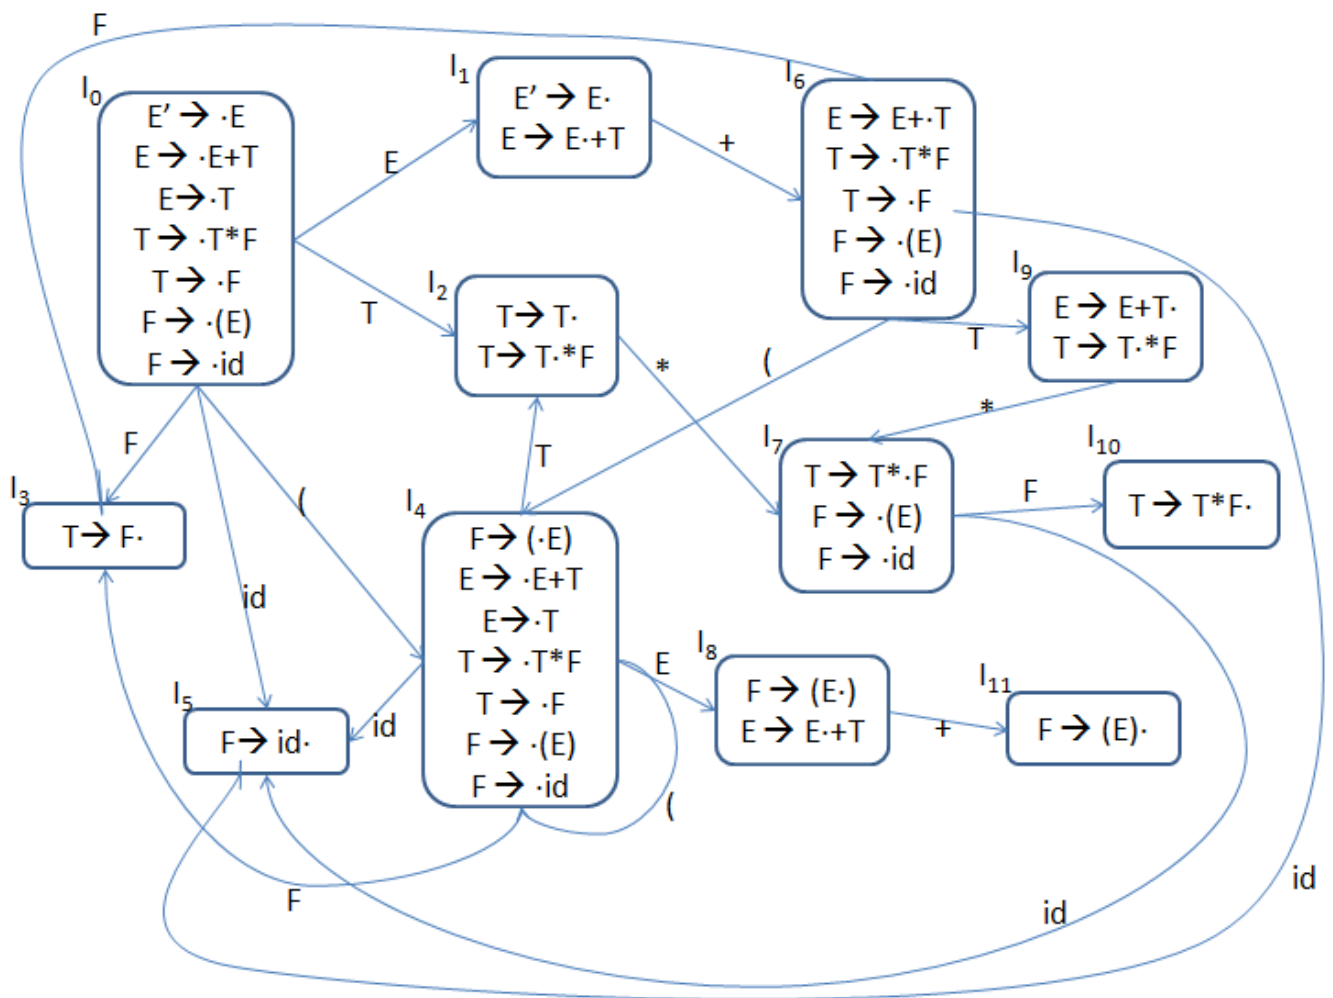 F
I0
E' → ·E
E → ·E+T
E→·T
T → ·T*F
T → ·F
F → ·(E)
F → ·id
E
T
I1
E' → E·
E → E·+T
+
I6
E → E+·T
T → ·T*F
T → ·F
F → ·(E)
F → ·id
I2
T→ T·
T→ T·*F
*
(
T
I9
E → E+T·
T → T·*F
*
F
(
id
I3
T→ F·
T
I7
T → T*·F
F → ·(E)
F → ·id
F
I10
T → T*F·
I4
F→ (·E)
E → ·E+T
E→·T
T → ·T*F
T → ·F
F → ·(E)
F → ·id
I5
F→ id·
id
E
(
I8
F → (E·)
E → E·+T
+
I11
F → (E)·
F
id
id